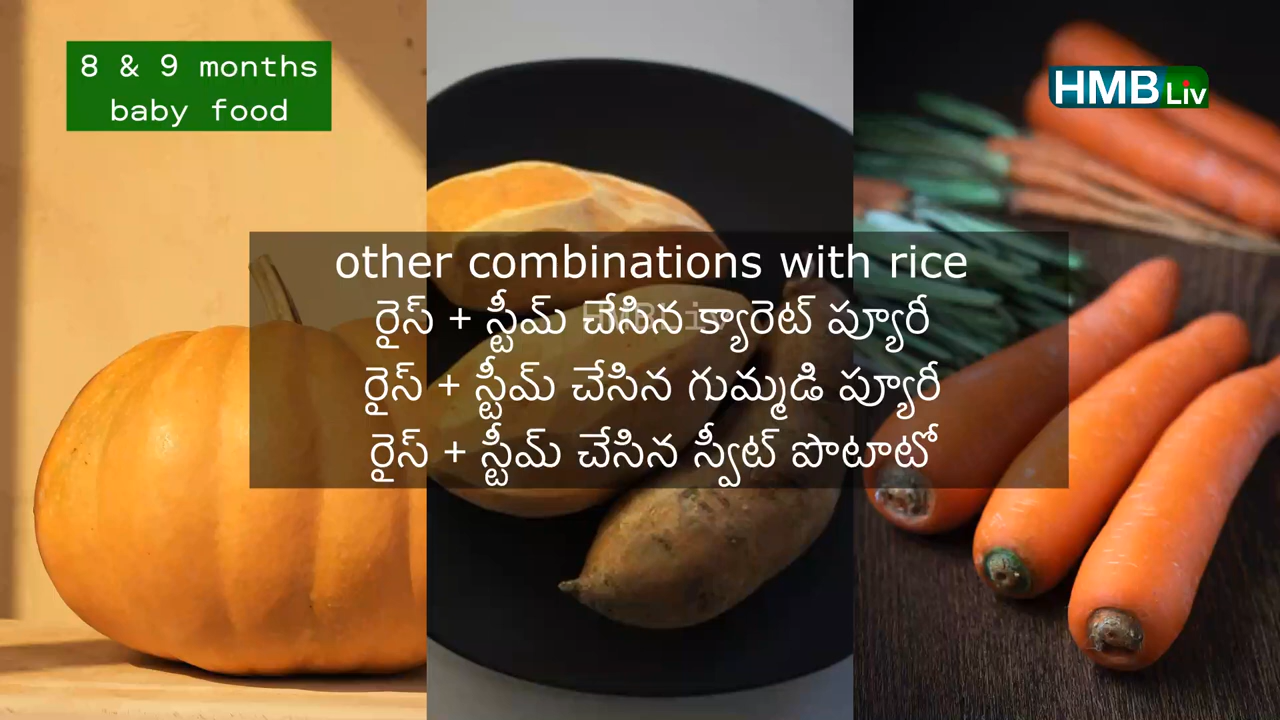 8 & 9 months
baby food
HMB Liv
other combinations with rice
రైస్ + స్టీమ్ చేసిన క్యారెట్ ప్యూరీ
రైస్ + స్టీమ్ చేసిన గుమ్మడి ప్యూరీ
రైస్ + స్టీమ్ చేసిన స్వీట్ పొటాటో